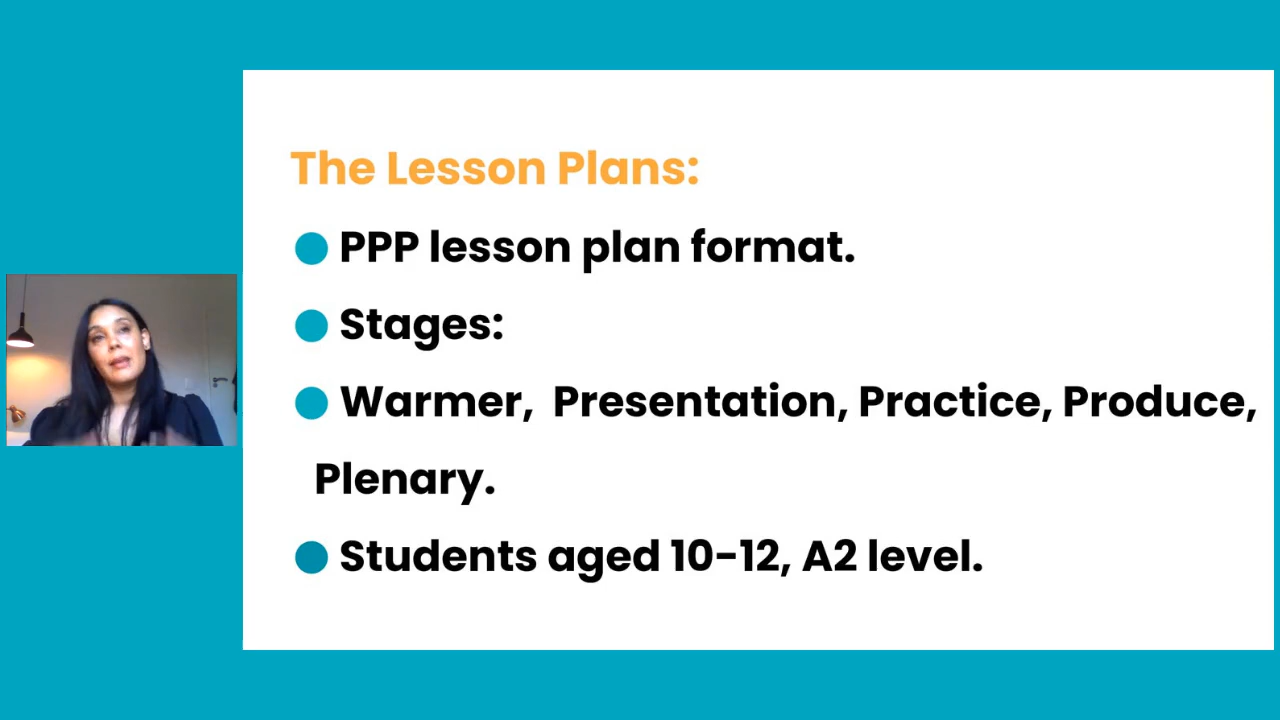 The Lesson Plans:
PPP lesson plan format.
Stages:
Warmer, Presentation, Practice, Produce,
Plenary.
Students aged 10-12, A2 level.